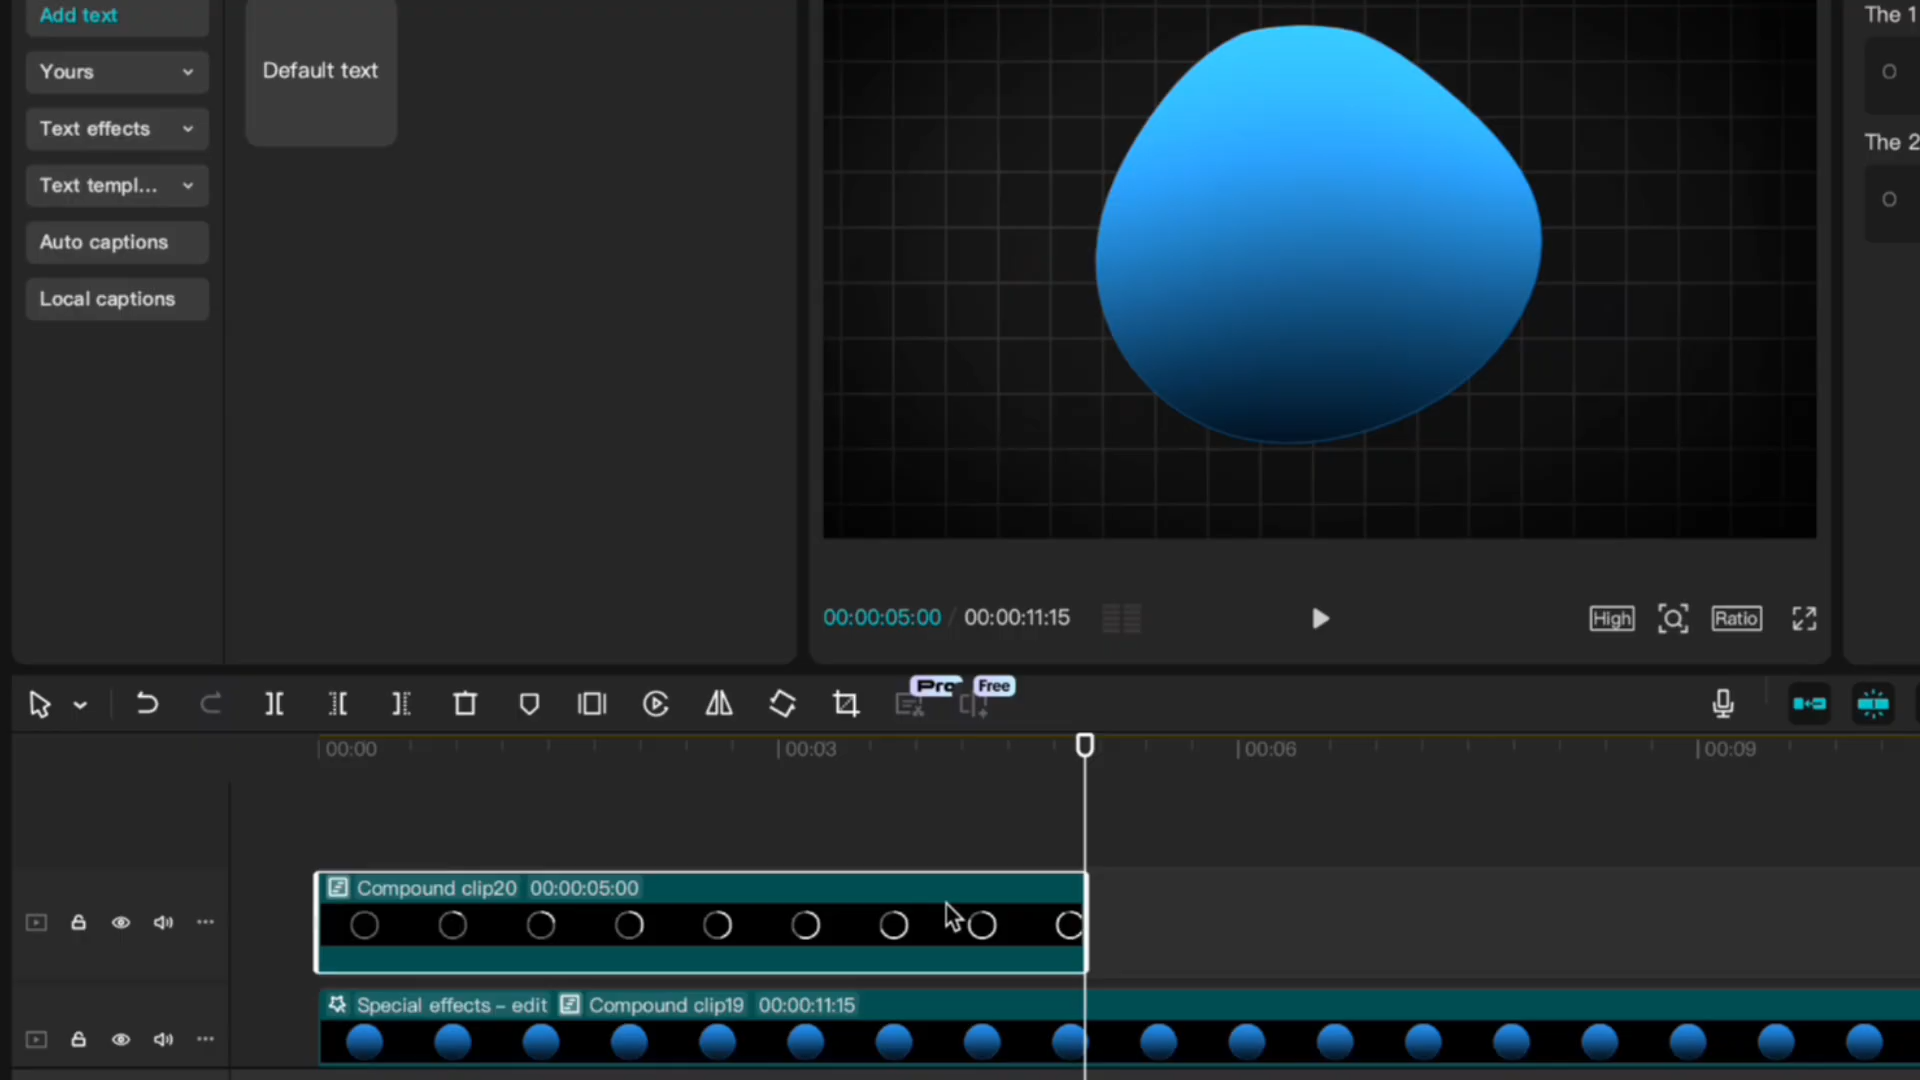 Add text
Yours
Text effects
Text templ...
Auto captions
Local captions
Default text
The 1
The 2
00:00:05:00 / 00:00:11:15
High
Ratio
Pro
Free
00:00
00:03
00:06
00:09
Compound clip20 00:00:05:00
Special effects – edit Compound clip19 00:00:11:15